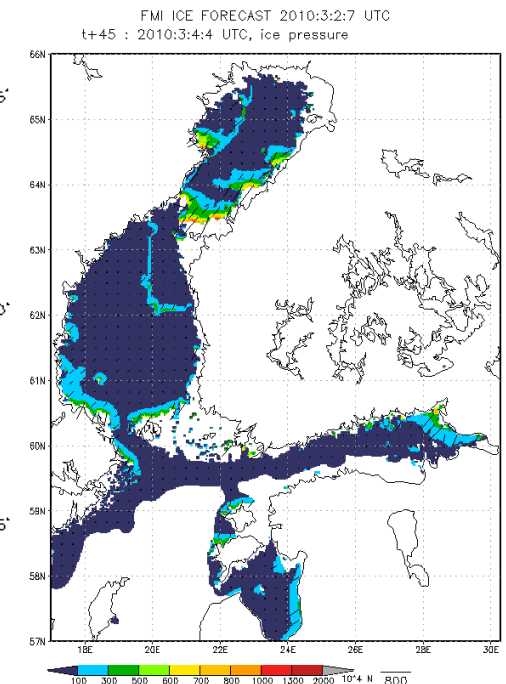 FMI ICE FORECAST 2010:3:2:7 UTC
t+45 : 2010:3:4:4 UTC, ice pressure
66N
65N
64N
63N
62N
61N
60N
59N
58N
57N
18E 20E 22E 24E 26E 28E 30E
100 300 500 600 700 800 1000 1300 2000 10^4 N 800